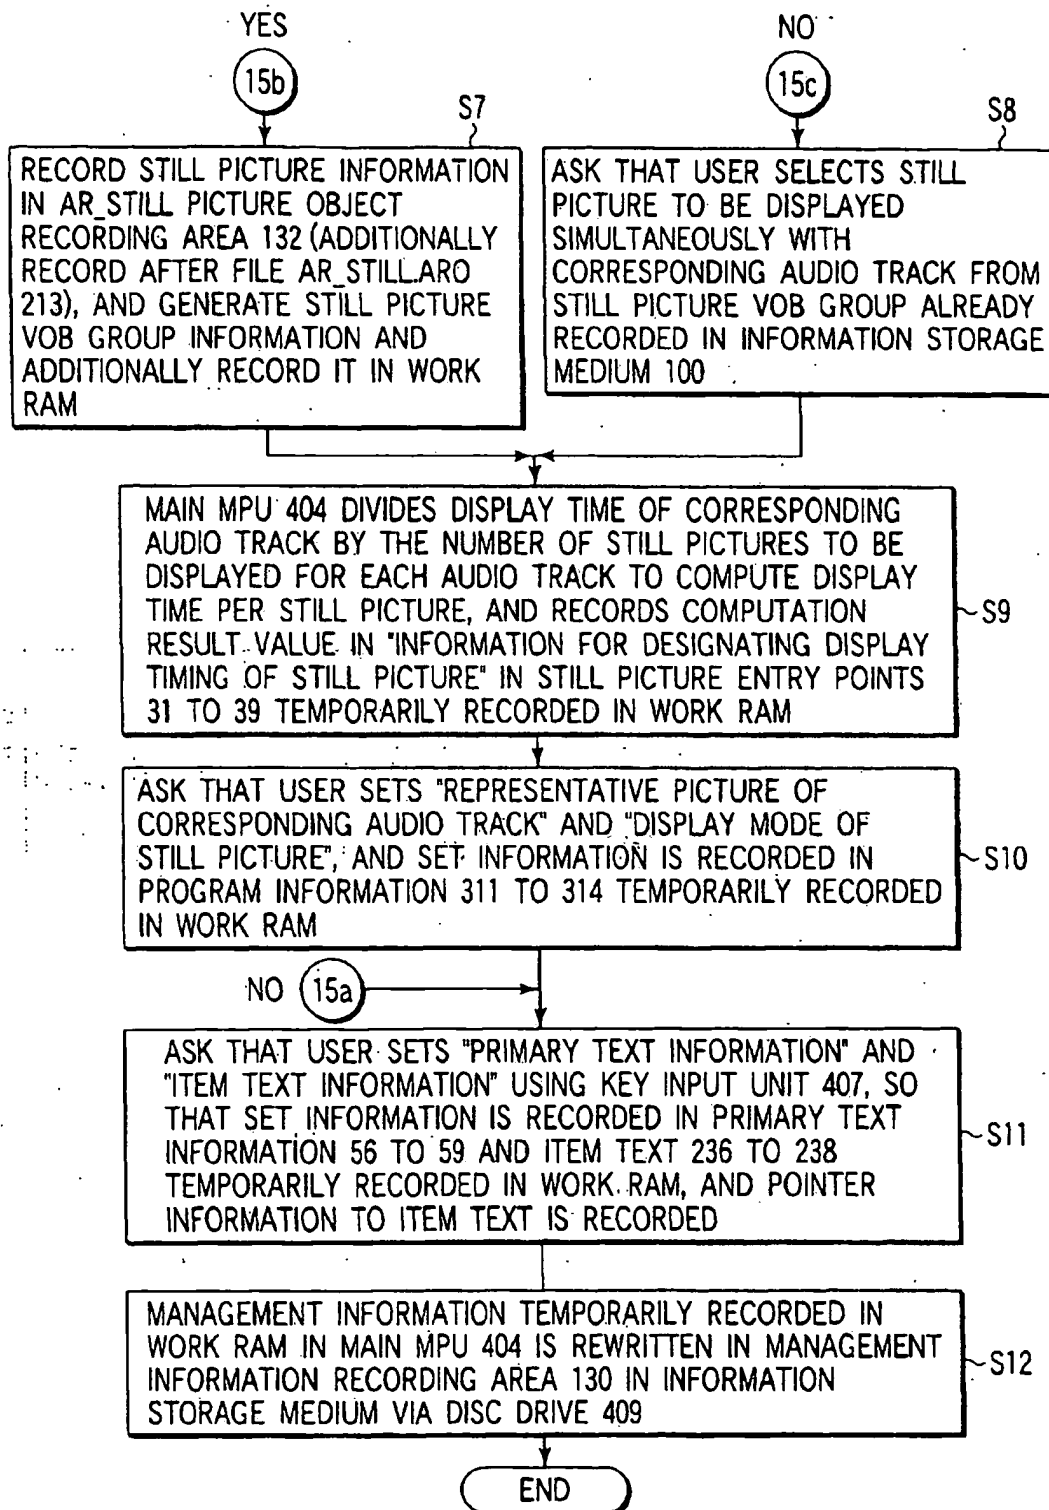 YES
15b
S7
RECORD STILL PICTURE INFORMATION
IN AR_STILL PICTURE OBJECT
RECORDING AREA 132 (ADDITIONALLY
RECORD AFTER FILE AR_STILL.ARO
213), AND GENERATE STILL PICTURE
VOB GROUP INFORMATION AND
ADDITIONALLY RECORD IT IN WORK
RAM
NO
15c
S8
ASK THAT USER SELECTS STILL
PICTURE TO BE DISPLAYED
SIMULTANEOUSLY WITH
CORRESPONDING AUDIO TRACK FROM
STILL PICTURE VOB GROUP ALREADY
RECORDED IN INFORMATION STORAGE
MEDIUM 100
MAIN MPU 404 DIVIDES DISPLAY TIME OF CORRESPONDING
AUDIO TRACK BY THE NUMBER OF STILL PICTURES TO BE
DISPLAYED FOR EACH AUDIO TRACK TO COMPUTE DISPLAY
TIME PER STILL PICTURE, AND RECORDS COMPUTATION
RESULT VALUE IN "INFORMATION FOR DESIGNATING DISPLAY
TIMING OF STILL PICTURE" IN STILL PICTURE ENTRY POINTS
31 TO 39 TEMPORARILY RECORDED IN WORK RAM
S9
ASK THAT USER SETS "REPRESENTATIVE PICTURE OF
CORRESPONDING AUDIO TRACK" AND "DISPLAY MODE OF
STILL PICTURE", AND SET INFORMATION IS RECORDED IN
PROGRAM INFORMATION 311 TO 314 TEMPORARILY RECORDED
IN WORK RAM
S10
NO 15a
ASK THAT USER SETS "PRIMARY TEXT INFORMATION" AND
"ITEM TEXT INFORMATION" USING KEY INPUT UNIT 407, SO
THAT SET INFORMATION IS RECORDED IN PRIMARY TEXT
INFORMATION 56 TO 59 AND ITEM TEXT 236 TO 238
TEMPORARILY RECORDED IN WORK RAM, AND POINTER
INFORMATION TO ITEM TEXT IS RECORDED
S11
MANAGEMENT INFORMATION TEMPORARILY RECORDED IN
WORK RAM IN MAIN MPU 404 IS REWRITTEN IN MANAGEMENT
INFORMATION RECORDING AREA 130 IN INFORMATION
STORAGE MEDIUM VIA DISC DRIVE 409
S12
END